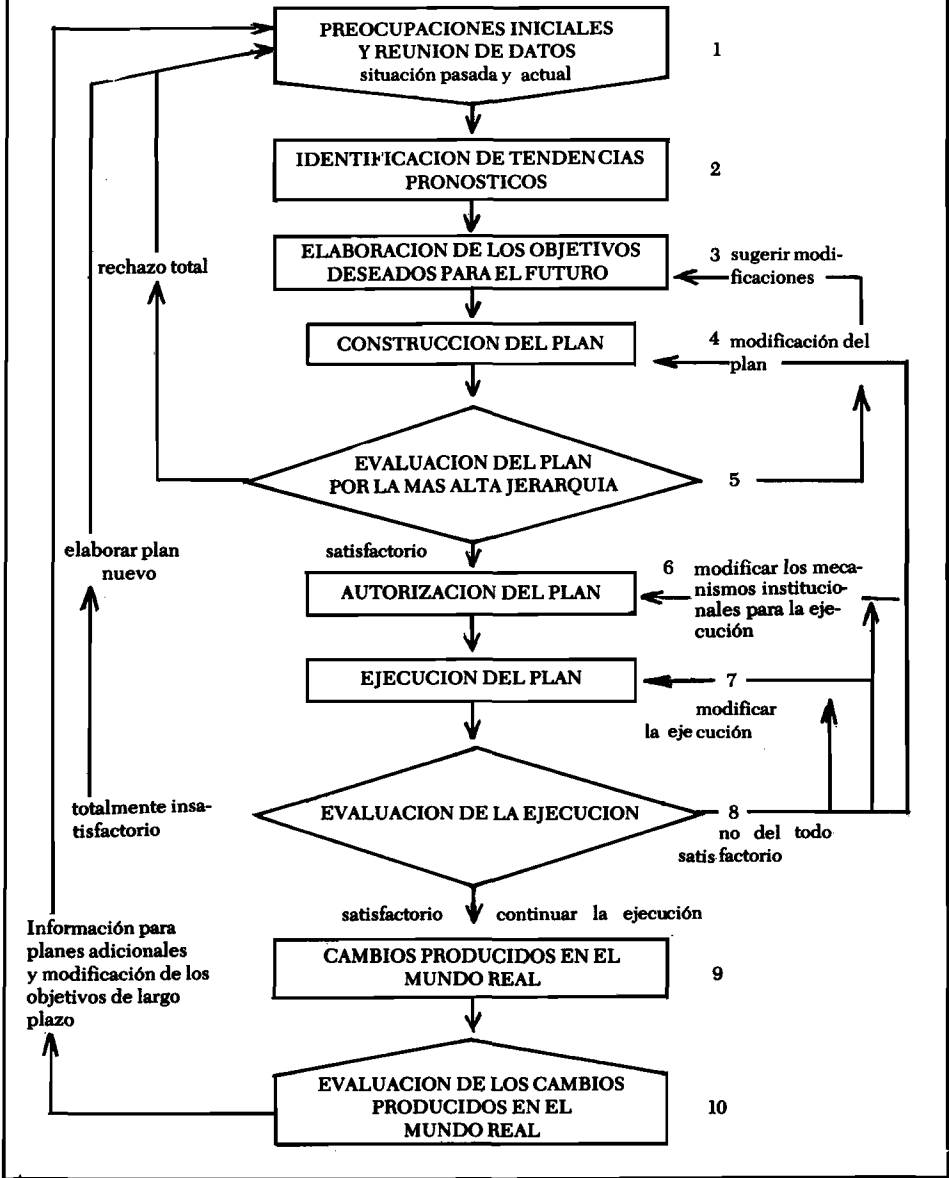 PREOCUPACIONES INICIALES
Y REUNION DE DATOS
situación pasada y actual
1
IDENTIFICACION DE TENDENCIAS
PRONOSTICOS
2
ELABORACION DE LOS OBJETIVOS
DESEADOS PARA EL FUTURO
3 sugerir modi-
ficaciones
rechazo total
CONSTRUCCION DEL PLAN
4 modificación del
plan
EVALUACION DEL PLAN
POR LA MAS ALTA JERARQUIA
5
elaborar plan
nuevo
satisfactorio
AUTORIZACION DEL PLAN
6 modificar los meca-
nismos institucio-
nales para la eje-
cución
EJECUCION DEL PLAN
7
modificar
la ejecución
totalmente insa-
tisfactorio
EVALUACION DE LA EJECUCION
8
no del todo
satisfactorio
satisfactorio continuar la ejecución
Información para
planes adicionales
y modificación de los
objetivos de largo
plazo
CAMBIOS PRODUCIDOS EN EL
MUNDO REAL
9
EVALUACION DE LOS CAMBIOS
PRODUCIDOS EN EL
MUNDO REAL
10